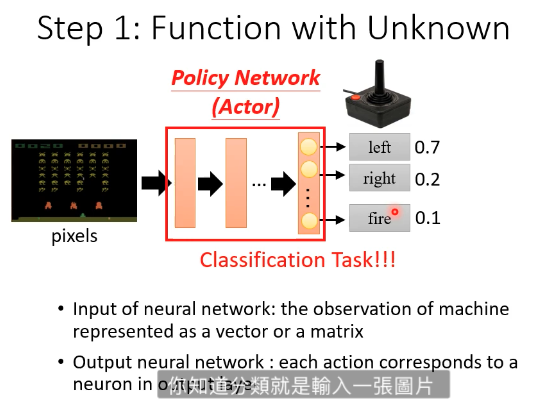 Step 1: Function with Unknown
Policy Network
(Actor)
left 0.7
right 0.2
...
fire 0.1
pixels
Classification Task!!!
• Input of neural network: the observation of machine
represented as a vector or a matrix
• Output neural network : each action corresponds to a
neuron in
你知道分類就是輸入一張圖片